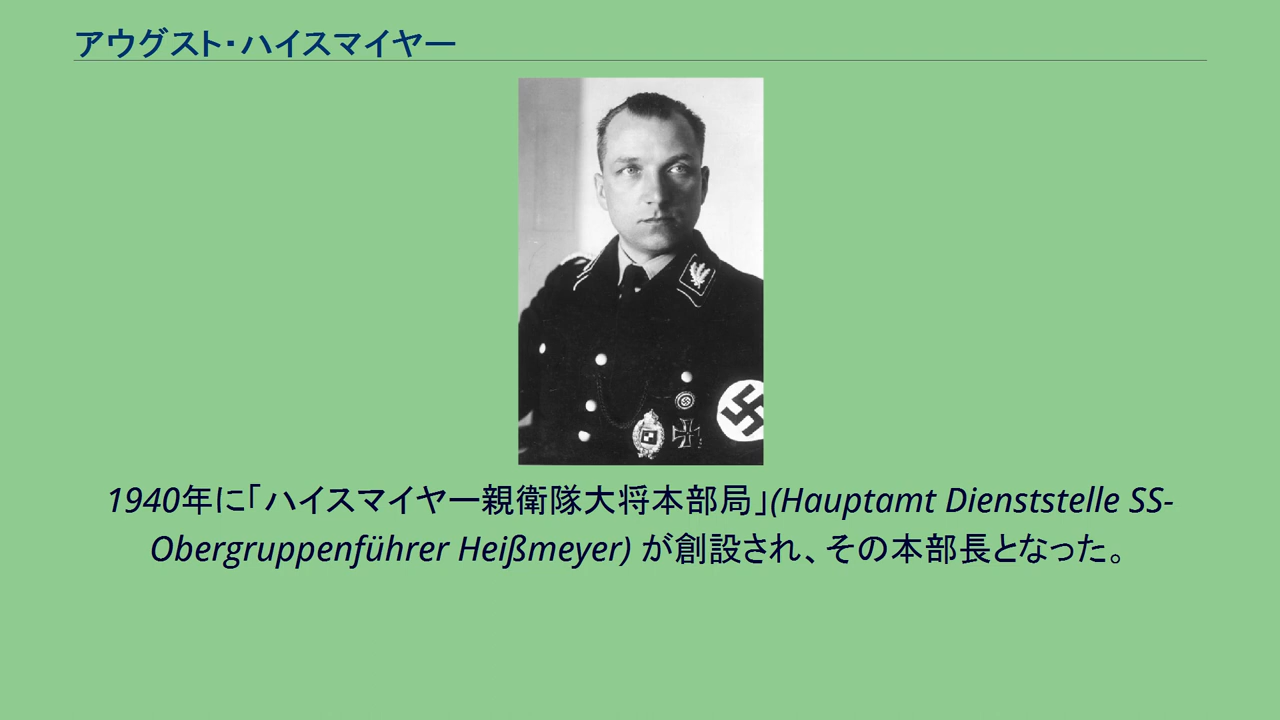 アウグスト・ハイスマイヤー
1940年に「ハイスマイヤー親衛隊大将本部局」(Hauptamt Dienststelle SS-
Obergruppenführer Heißmeyer) が創設され、その本部長となった。